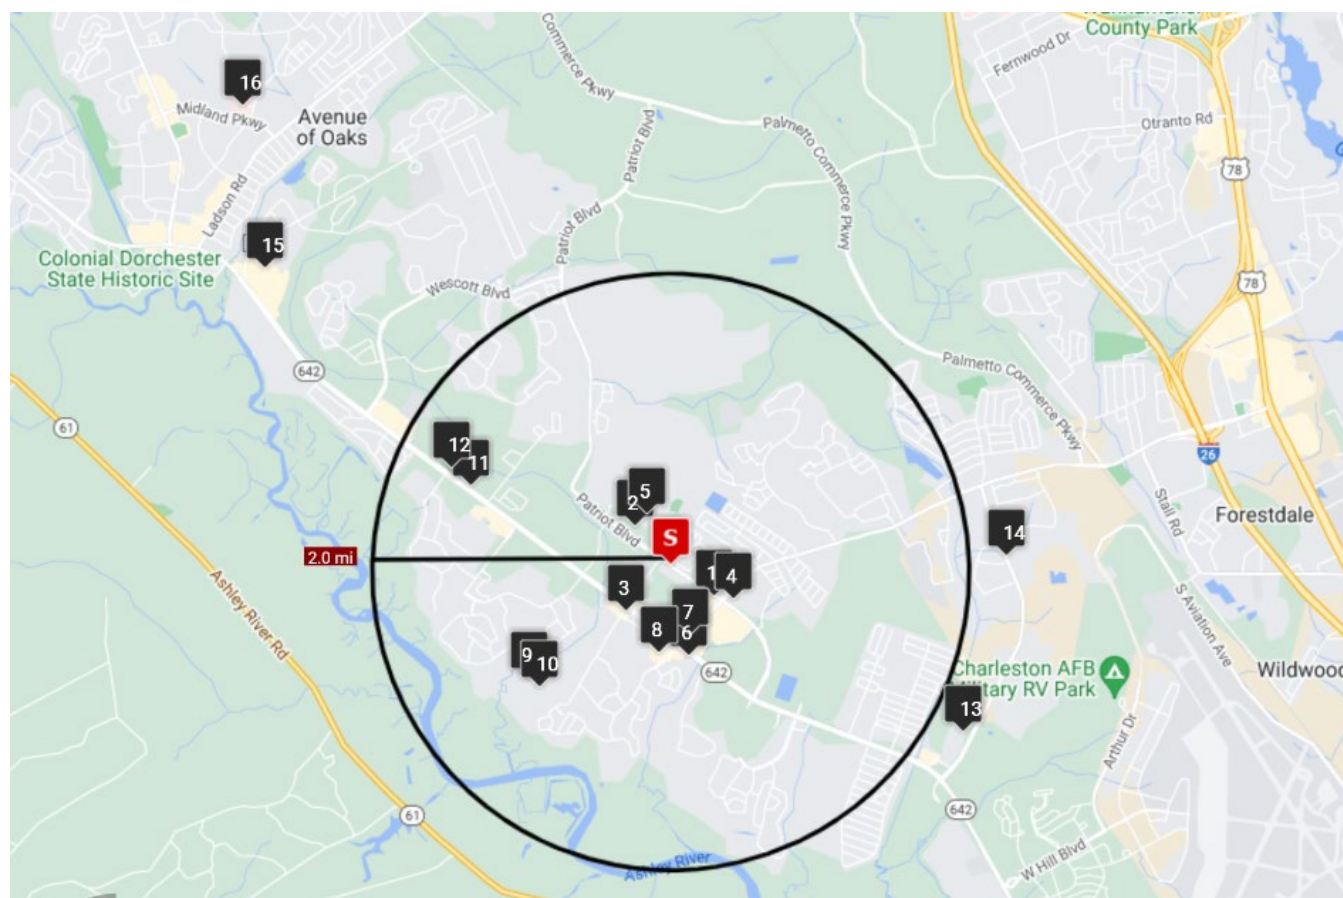 County Park
Fernwood Dr
Commerce Pkwy
16
Midland Pkwy
Avenue
of Oaks
Otranto Rd
Palmetto Commerce Pkwy
Patriot Blvd
78
Ladson Rd
Patriot Blvd
15
Colonial Dorchester
State Historic Site
Wescott Blvd
78
642
Palmetto Commerce Pkwy
61
12
11
26
5
2
Patriot Blvd
Stall Rd
Forestdale
S
14
2.0 mi
1
4
3
7
8
6
Ashley River Rd
S Aviation Ave
9
10
642
Charleston AFB
Military RV Park
Wildwood
13
Arthur Dr
61
642
Ashley River
W Hill Blvd